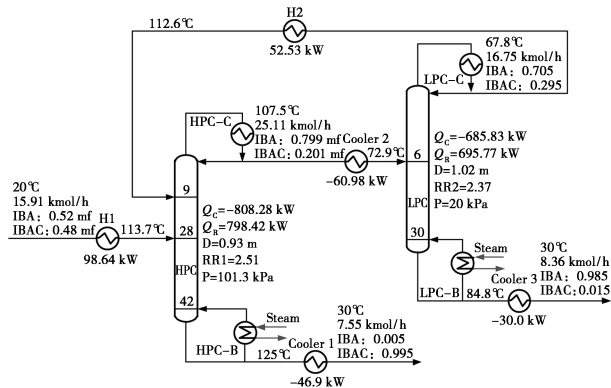 H2
112.6℃
52.53 kW
67.8℃
16.75 kmol/h
IBA: 0.705
IBAC: 0.295
LPC-C
HPC-C
107.5℃
25.11 kmol/h
IBA: 0.799 mf
IBAC: 0.201 mf
Cooler 2
72.9℃
-60.98 kW
6
Q_C=-685.83 kW
Q_R=695.77 kW
D=1.02 m
RR2=2.37
P=20 kPa
LPC
30
20℃
15.91 kmol/h
IBA: 0.52 mf
IBAC: 0.48 mf
H1
113.7℃
98.64 kW
9
28
HPC
42
Q_C=-808.28 kW
Q_R=798.42 kW
D=0.93 m
RR1=2.51
P=101.3 kPa
Steam
30℃
8.36 kmol/h
IBA: 0.985
IBAC: 0.015
Cooler 3
LPC-B
84.8℃
-30.0 kW
Steam
30℃
7.55 kmol/h
IBA: 0.005
IBAC: 0.995
Cooler 1
HPC-B
125℃
-46.9 kW